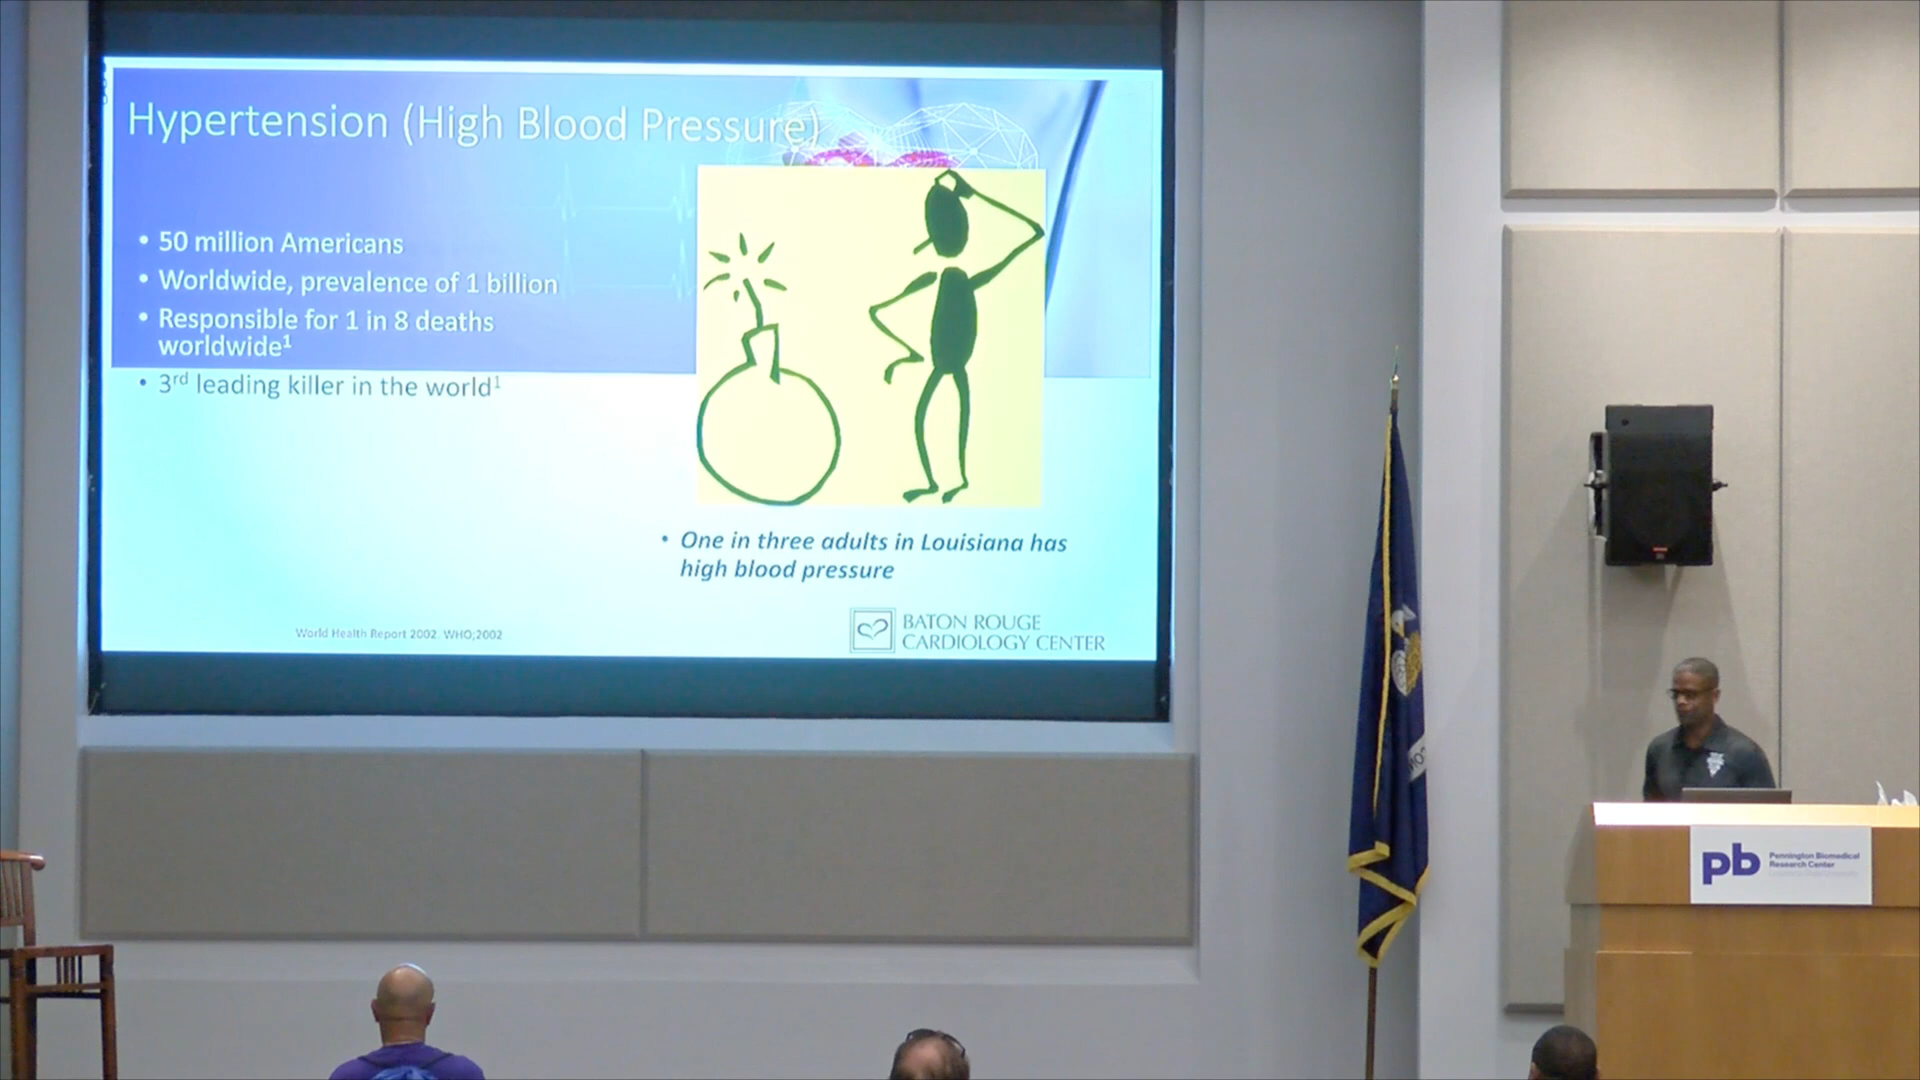 Hypertension (High Blood Pressure)
• 50 million Americans
• Worldwide, prevalence of 1 billion
• Responsible for 1 in 8 deaths
worldwide¹
• 3rd leading killer in the world¹
• One in three adults in Louisiana has
high blood pressure
World Health Report 2002. WHO;2002
BATON ROUGE
CARDIOLOGY CENTER
pb
Pennington Biomedical
Research Center